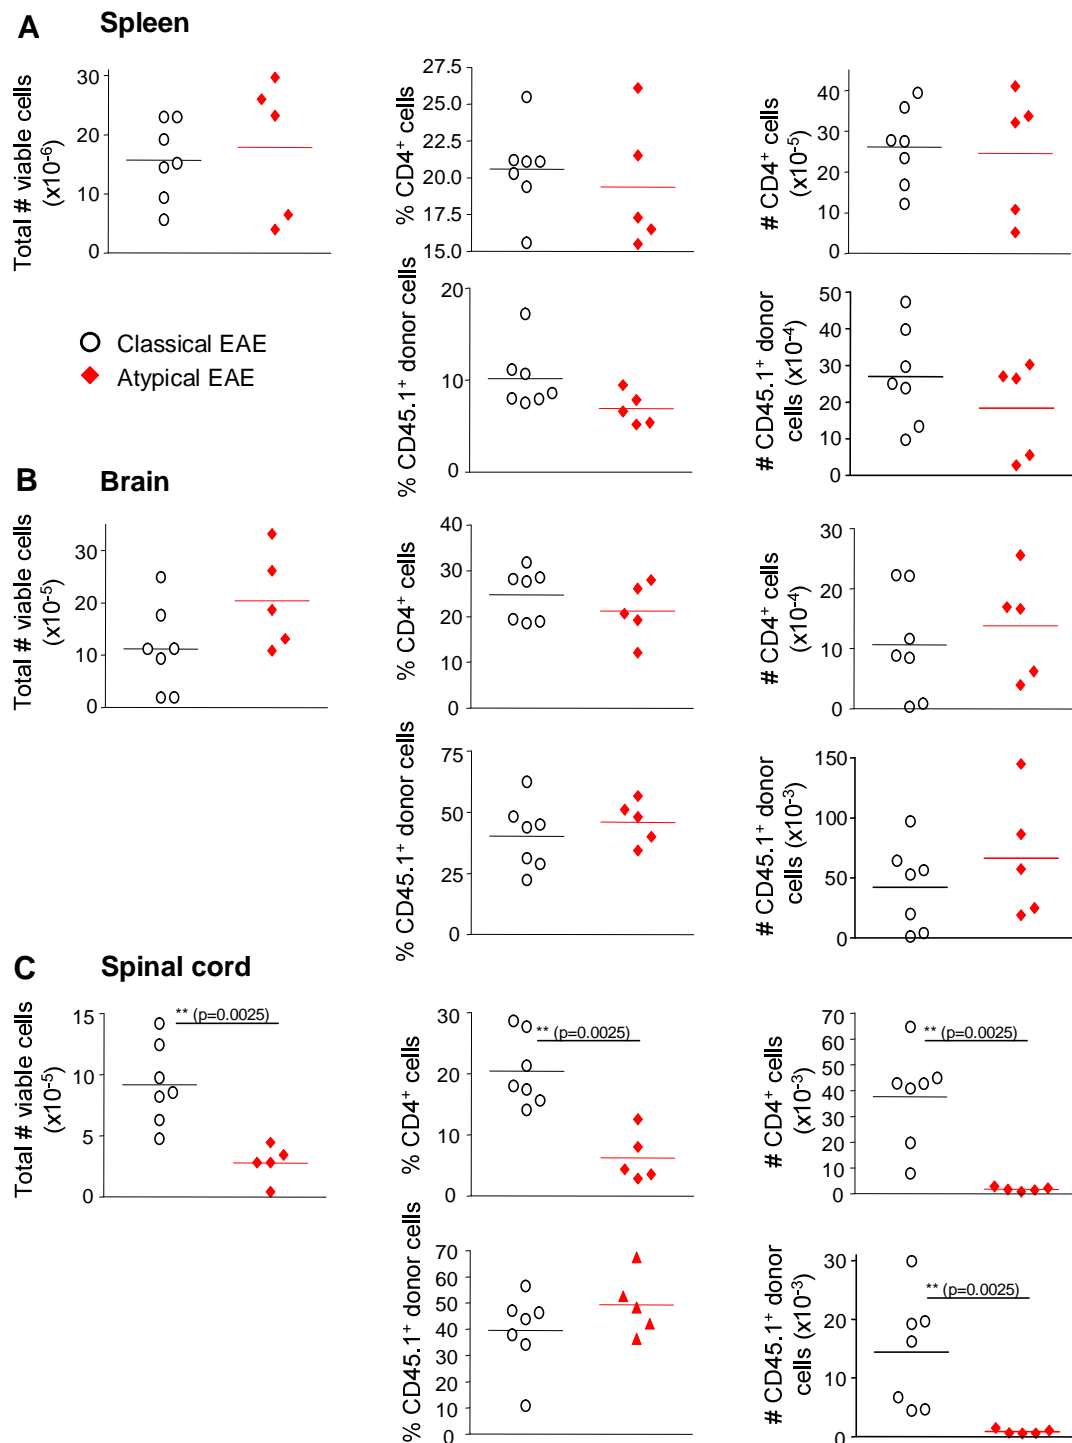 A Spleen
Total # viable cells
(x10-6)
30
20
10
0
% CD4+ cells
27.5
25.0
22.5
20.0
17.5
15.0
# CD4+ cells
(x10-5)
40
30
20
10
0
Classical EAE
Atypical EAE
% CD45.1+ donor cells
20
10
0
# CD45.1+ donor
cells (x10-4)
50
40
30
20
10
0
B Brain
Total # viable cells
(x10-5)
30
20
10
0
% CD4+ cells
40
30
20
10
0
# CD4+ cells
(x10-4)
30
20
10
0
% CD45.1+ donor cells
75
50
25
0
# CD45.1+ donor
cells (x10-3)
150
100
50
0
C Spinal cord
Total # viable cells
(x10-5)
15
10
5
0
** (p=0.0025)
% CD4+ cells
30
20
10
0
** (p=0.0025)
# CD4+ cells
(x10-3)
70
60
50
40
30
20
10
0
** (p=0.0025)
% CD45.1+ donor cells
70
60
50
40
30
20
10
0
# CD45.1+ donor
cells (x10-3)
30
20
10
0
** (p=0.0025)